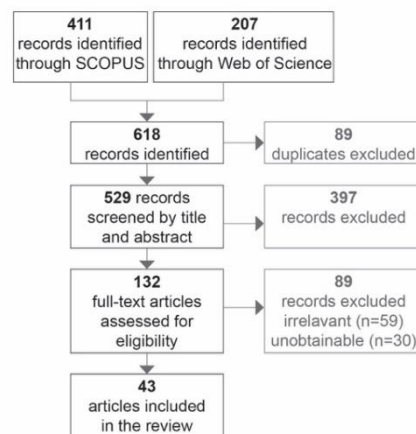 411
records identified
through SCOPUS
207
records identified
through Web of Science
618
records identified
89
duplicates excluded
529 records
screened by title
and abstract
397
records excluded
132
full-text articles
assessed for
eligibility
89
records excluded
irrelavant (n=59)
unobtainable (n=30)
43
articles included
in the review